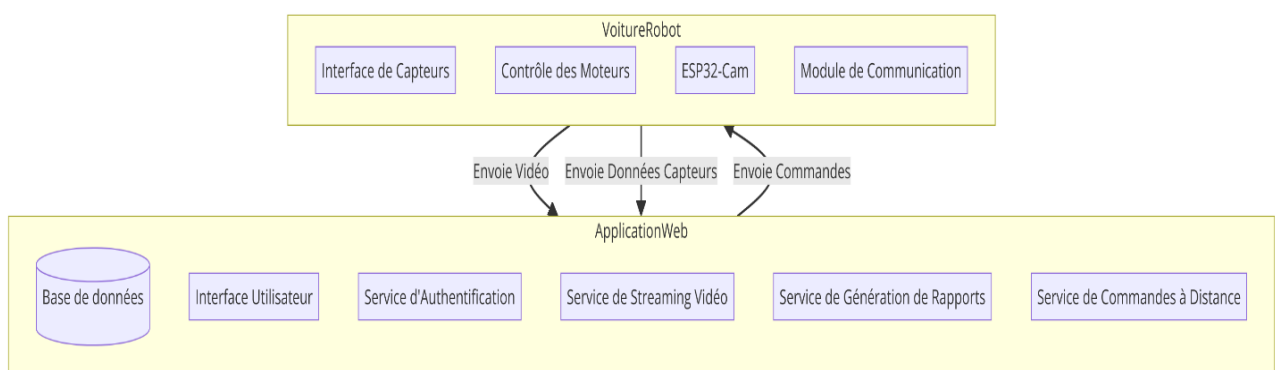 VoitureRobot
Interface de Capteurs
Contrôle des Moteurs
ESP32-Cam
Module de Communication
Envoie Vidéo
Envoie Données Capteurs
Envoie Commandes
ApplicationWeb
Base de données
Interface Utilisateur
Service d'Authentification
Service de Streaming Vidéo
Service de Génération de Rapports
Service de Commandes à Distance